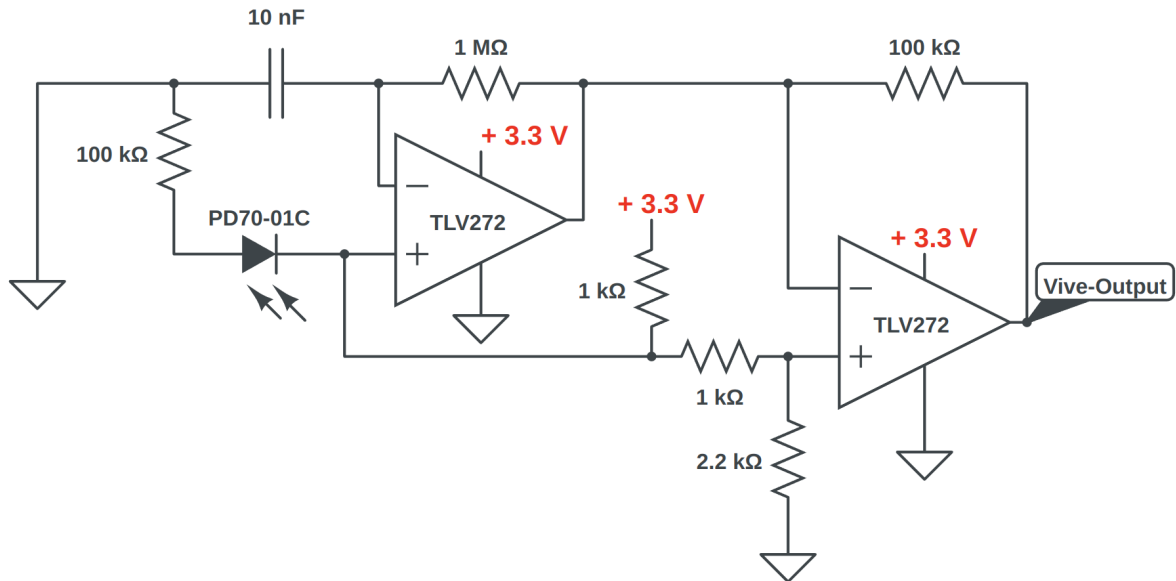 10 nF
1 MΩ
100 kΩ
+ 3.3 V
100 kΩ
PD70-01C
+ 3.3 V
TLV272
+ 3.3 V
1 kΩ
Vive-Output
TLV272
1 kΩ
2.2 kΩ